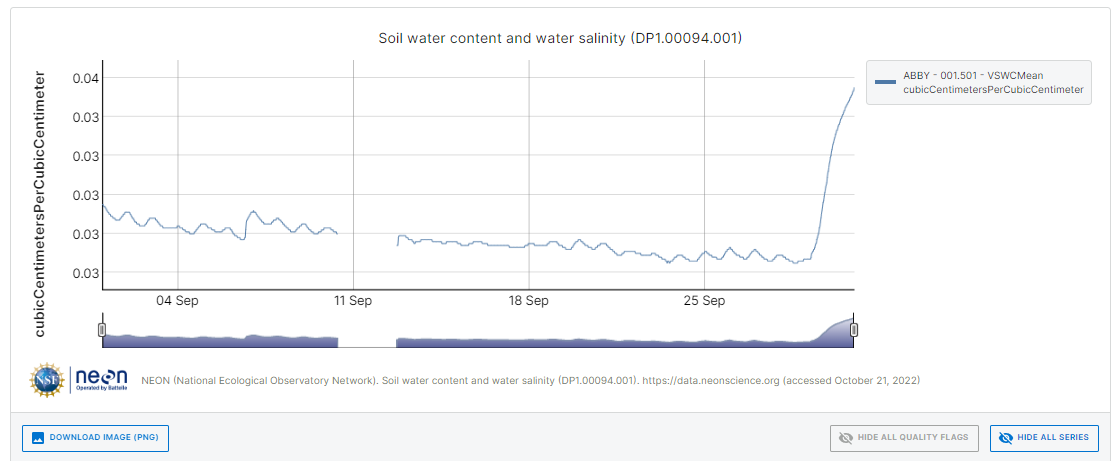 Soil water content and water salinity (DP1.00094.001)
cubicCentimetersPerCubicCentimeter
0.04
0.03
0.03
0.03
0.03
0.03
04 Sep
11 Sep
18 Sep
25 Sep
ABBY - 001.501 - VSWCMean
cubicCentimetersPerCubicCentimeter
NSF
neon
Operated by Battelle
NEON (National Ecological Observatory Network). Soil water content and water salinity (DP1.00094.001). https://data.neonscience.org (accessed October 21, 2022)
DOWNLOAD IMAGE (PNG)
HIDE ALL QUALITY FLAGS
HIDE ALL SERIES